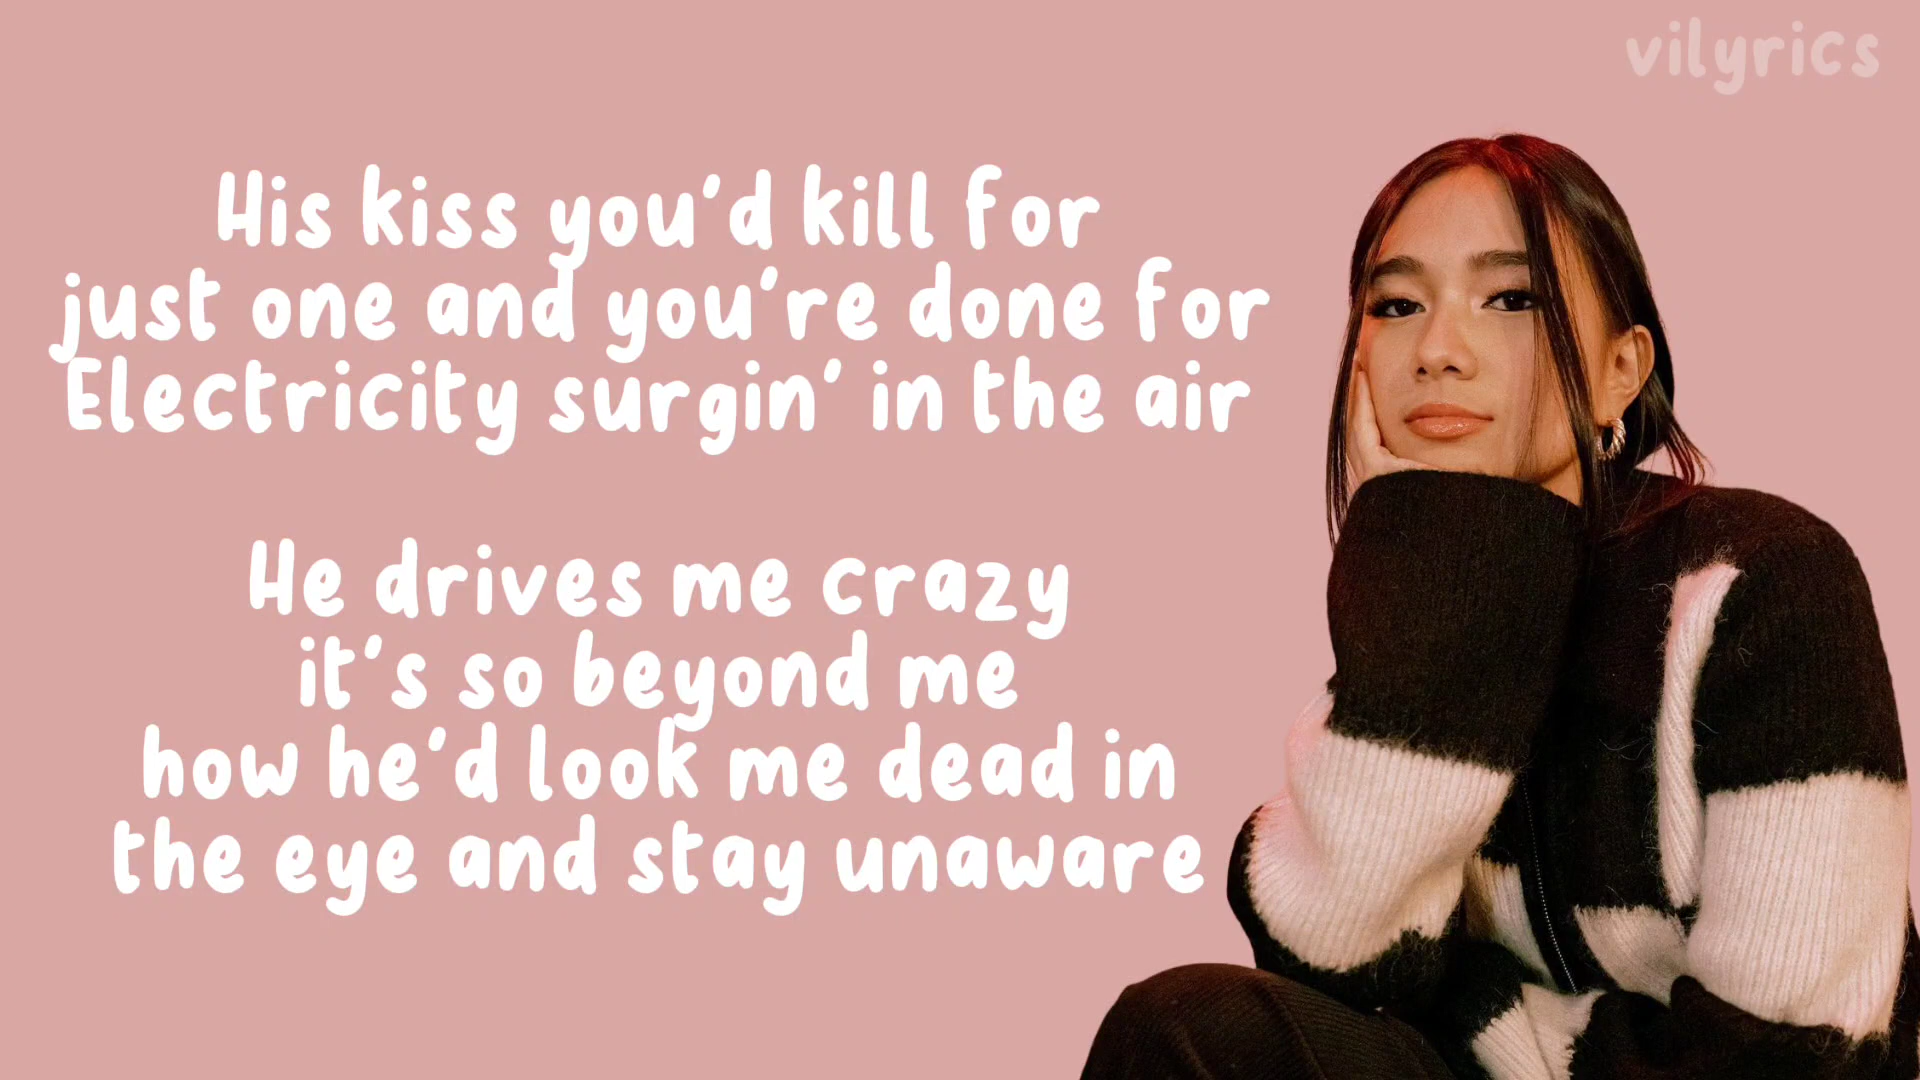 vilyrics
His kiss you'd kill for
just one and you're done for
Electricity surgin' in the air
He drives me crazy
it's so beyond me
how he'd look me dead in
the eye and stay unaware